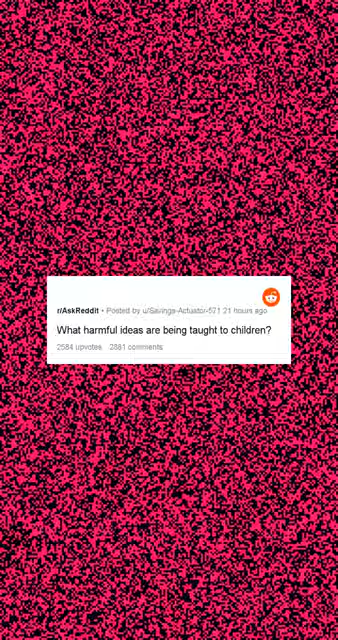 r/AskReddit • Posted by u/Savings-Actuator-571 21 hours ago
What harmful ideas are being taught to children?
2584 upvotes 2881 comments